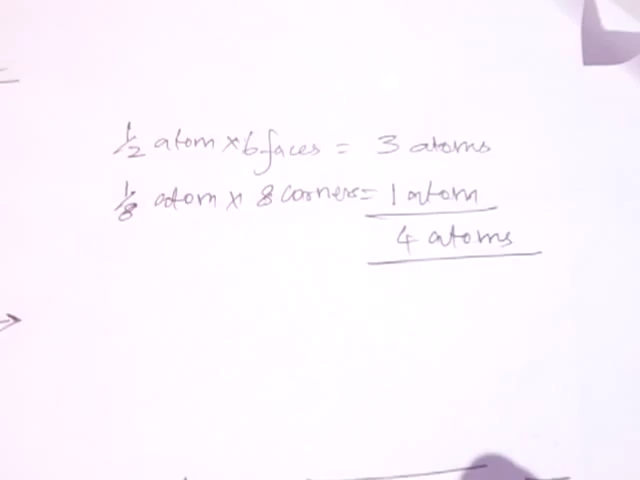 1/2 atom × 6 faces = 3 atoms
1/8 atom × 8 corners = 1 atom
4 atoms